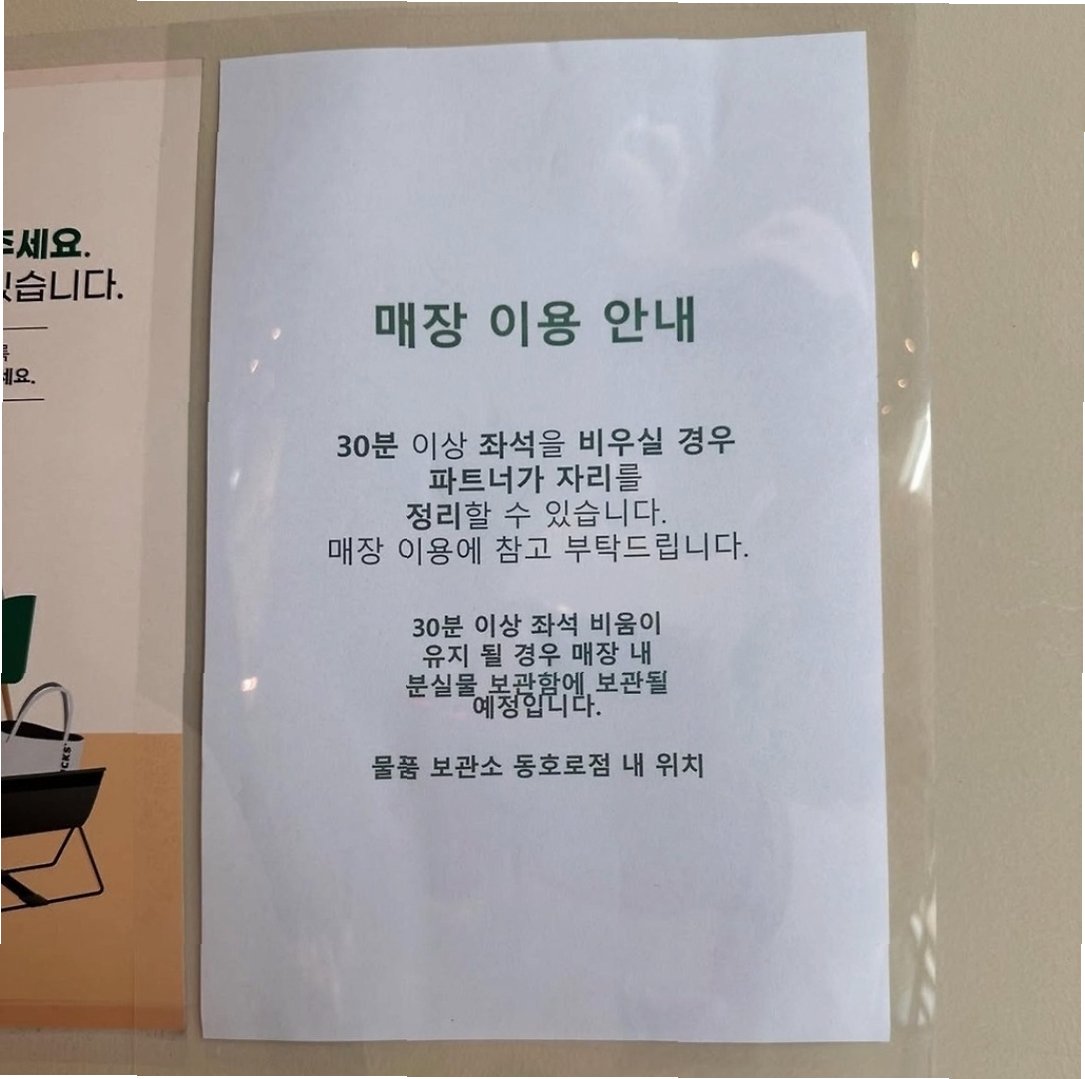 세요.
습니다.
세요.
매장 이용 안내
30분 이상 좌석을 비우실 경우
파트너가 자리를
정리할 수 있습니다.
매장 이용에 참고 부탁드립니다.
30분 이상 좌석 비움이
유지 될 경우 매장 내
분실물 보관함에 보관될
예정입니다.
물품 보관소 동호로점 내 위치